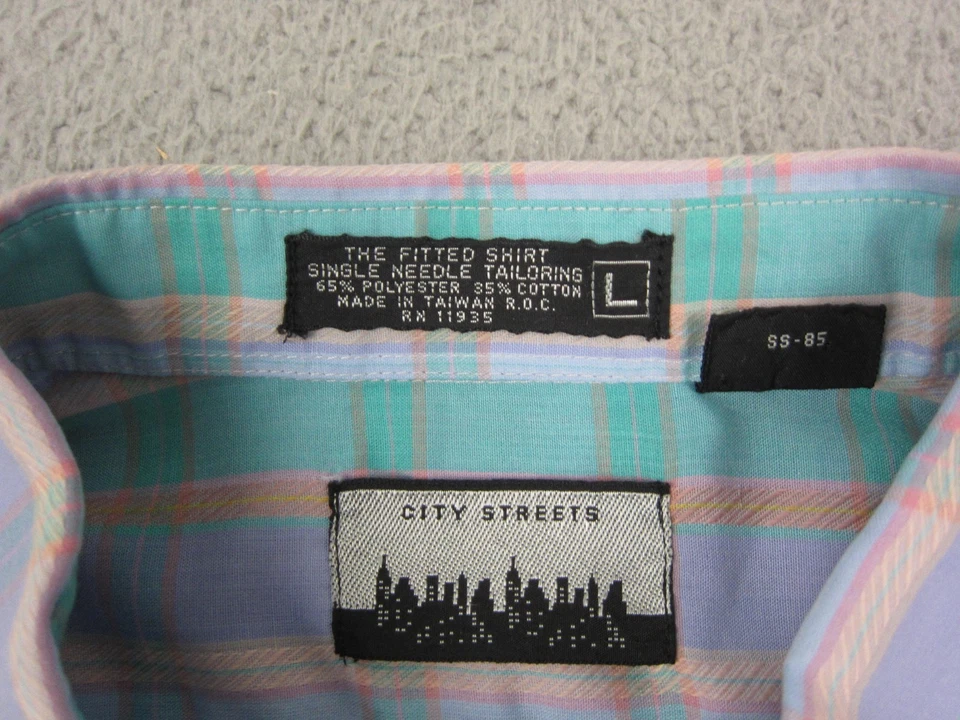 THE FITTED SHIRT
SINGLE NEEDLE TAILORING
65% POLYESTER 35% COTTON
MADE IN TAIWAN R.O.C.
RN 11935
L
SS-85
CITY STREETS